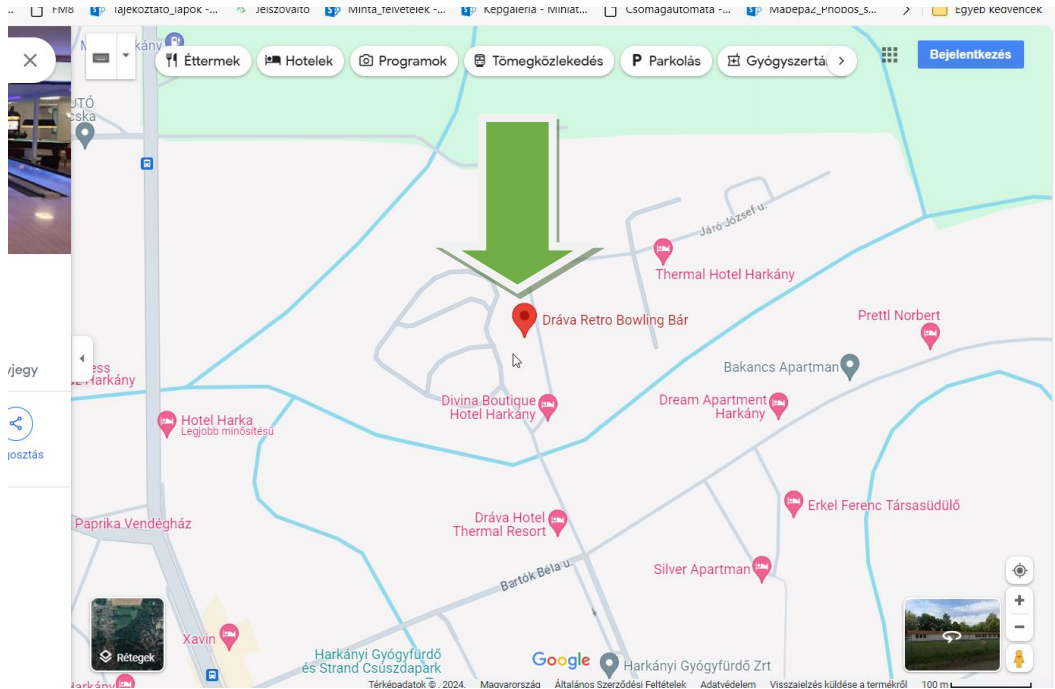 FM8
Tajekoztato_lapok -...
Jelszóváltó
Minta_felvetelek -...
Képgaléria - Miniat...
Csomagautomata -...
Egyéb kedvencek
Éttermek
Hotelek
Programok
Tömegközlekedés
P Parkolás
Gyógyszertá
Bejelentkezés
Járó József u.
Thermal Hotel Harkány
Dráva Retro Bowling Bár
Prettl Norbert
Bakancs Apartman
Divina Boutique
Hotel Harkány
Dream Apartment
Harkány
Hotel Harka
Legjobb minősítésű
Paprika Vendégház
Erkel Ferenc Társasüdülő
Dráva Hotel
Thermal Resort
Silver Apartman
Bartók Béla u.
Xavin
Rétegek
Harkányi Gyógyfürdő
és Strand Csúszdapark
Google
Harkányi Gyógyfürdő Zrt
Térképadatok © , 2024.
Magyarország
Általános Szerződési Feltételek
Adatvédelem
Visszajelzés küldése a termékről
100 m